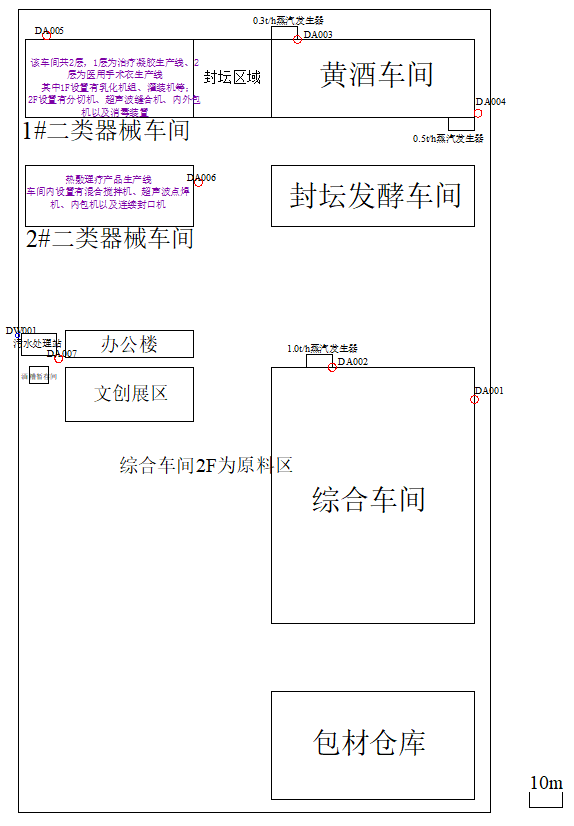 0.3t/h蒸汽发生器
DA005
DA003
该车间共2层，1层为治疗凝胶生产线、2
层为医用手术衣生产线
其中1F设置有乳化机组、灌装机等；
2F设置有分切机、超声波缝合机、内外包
机以及消毒装置
封坛区域
黄酒车间
DA004
1#二类器械车间
0.5t/h蒸汽发生器
热敷理疗产品生产线
车间内设置有混合搅拌机、超声波点焊
机、内包机以及连续封口机
DA006
封坛发酵车间
2#二类器械车间
DW001
污水处理站
DA007
办公楼
1.0t/h蒸汽发生器
DA002
文创展区
DA001
综合车间2F为原料区
综合车间
包材仓库
10m